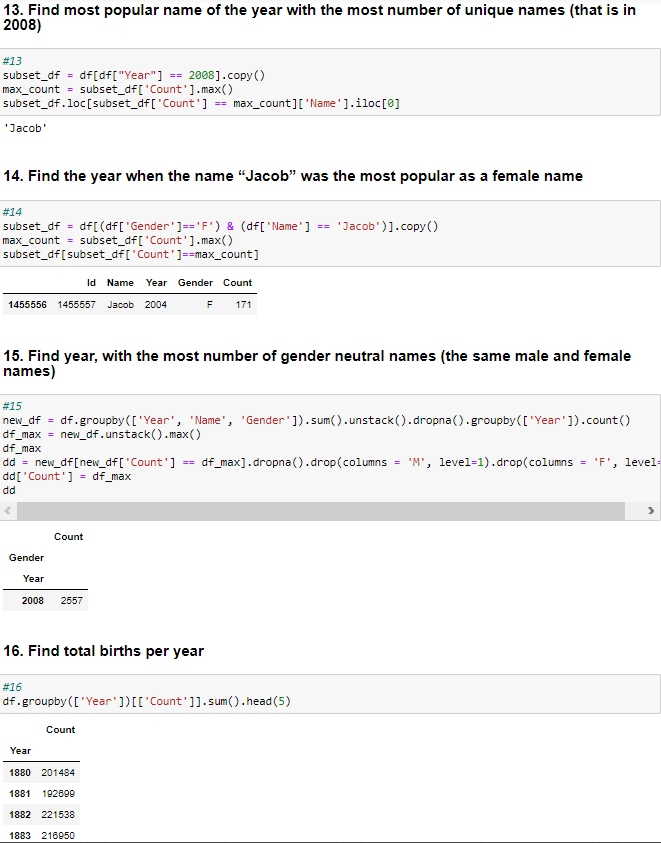 13. Find most popular name of the year with the most number of unique names (that is in
2008)
#13
subset_df = df[df["Year"] == 2008].copy()
max_count = subset_df['Count'].max()
subset_df.loc[subset_df['Count'] == max_count]['Name'].iloc[0]
'Jacob'
14. Find the year when the name “Jacob” was the most popular as a female name
#14
subset_df = df[(df['Gender']=='F') & (df['Name'] == 'Jacob')].copy()
max_count = subset_df['Count'].max()
subset_df[subset_df['Count']==max_count]
Id Name Year Gender Count
1455556 1455557 Jacob 2004 F 171
15. Find year, with the most number of gender neutral names (the same male and female
names)
#15
new_df = df.groupby(['Year', 'Name', 'Gender']).sum().unstack().dropna().groupby(['Year']).count()
df_max = new_df.unstack().max()
df_max
dd = new_df[new_df['Count'] == df_max].dropna().drop(columns = 'M', level=1).drop(columns = 'F', level=
dd['Count'] = df_max
dd
Count
Gender
Year
2008 2557
16. Find total births per year
#16
df.groupby(['Year'])[['Count']].sum().head(5)
Count
Year
1880 201484
1881 192699
1882 221538
1883 216950